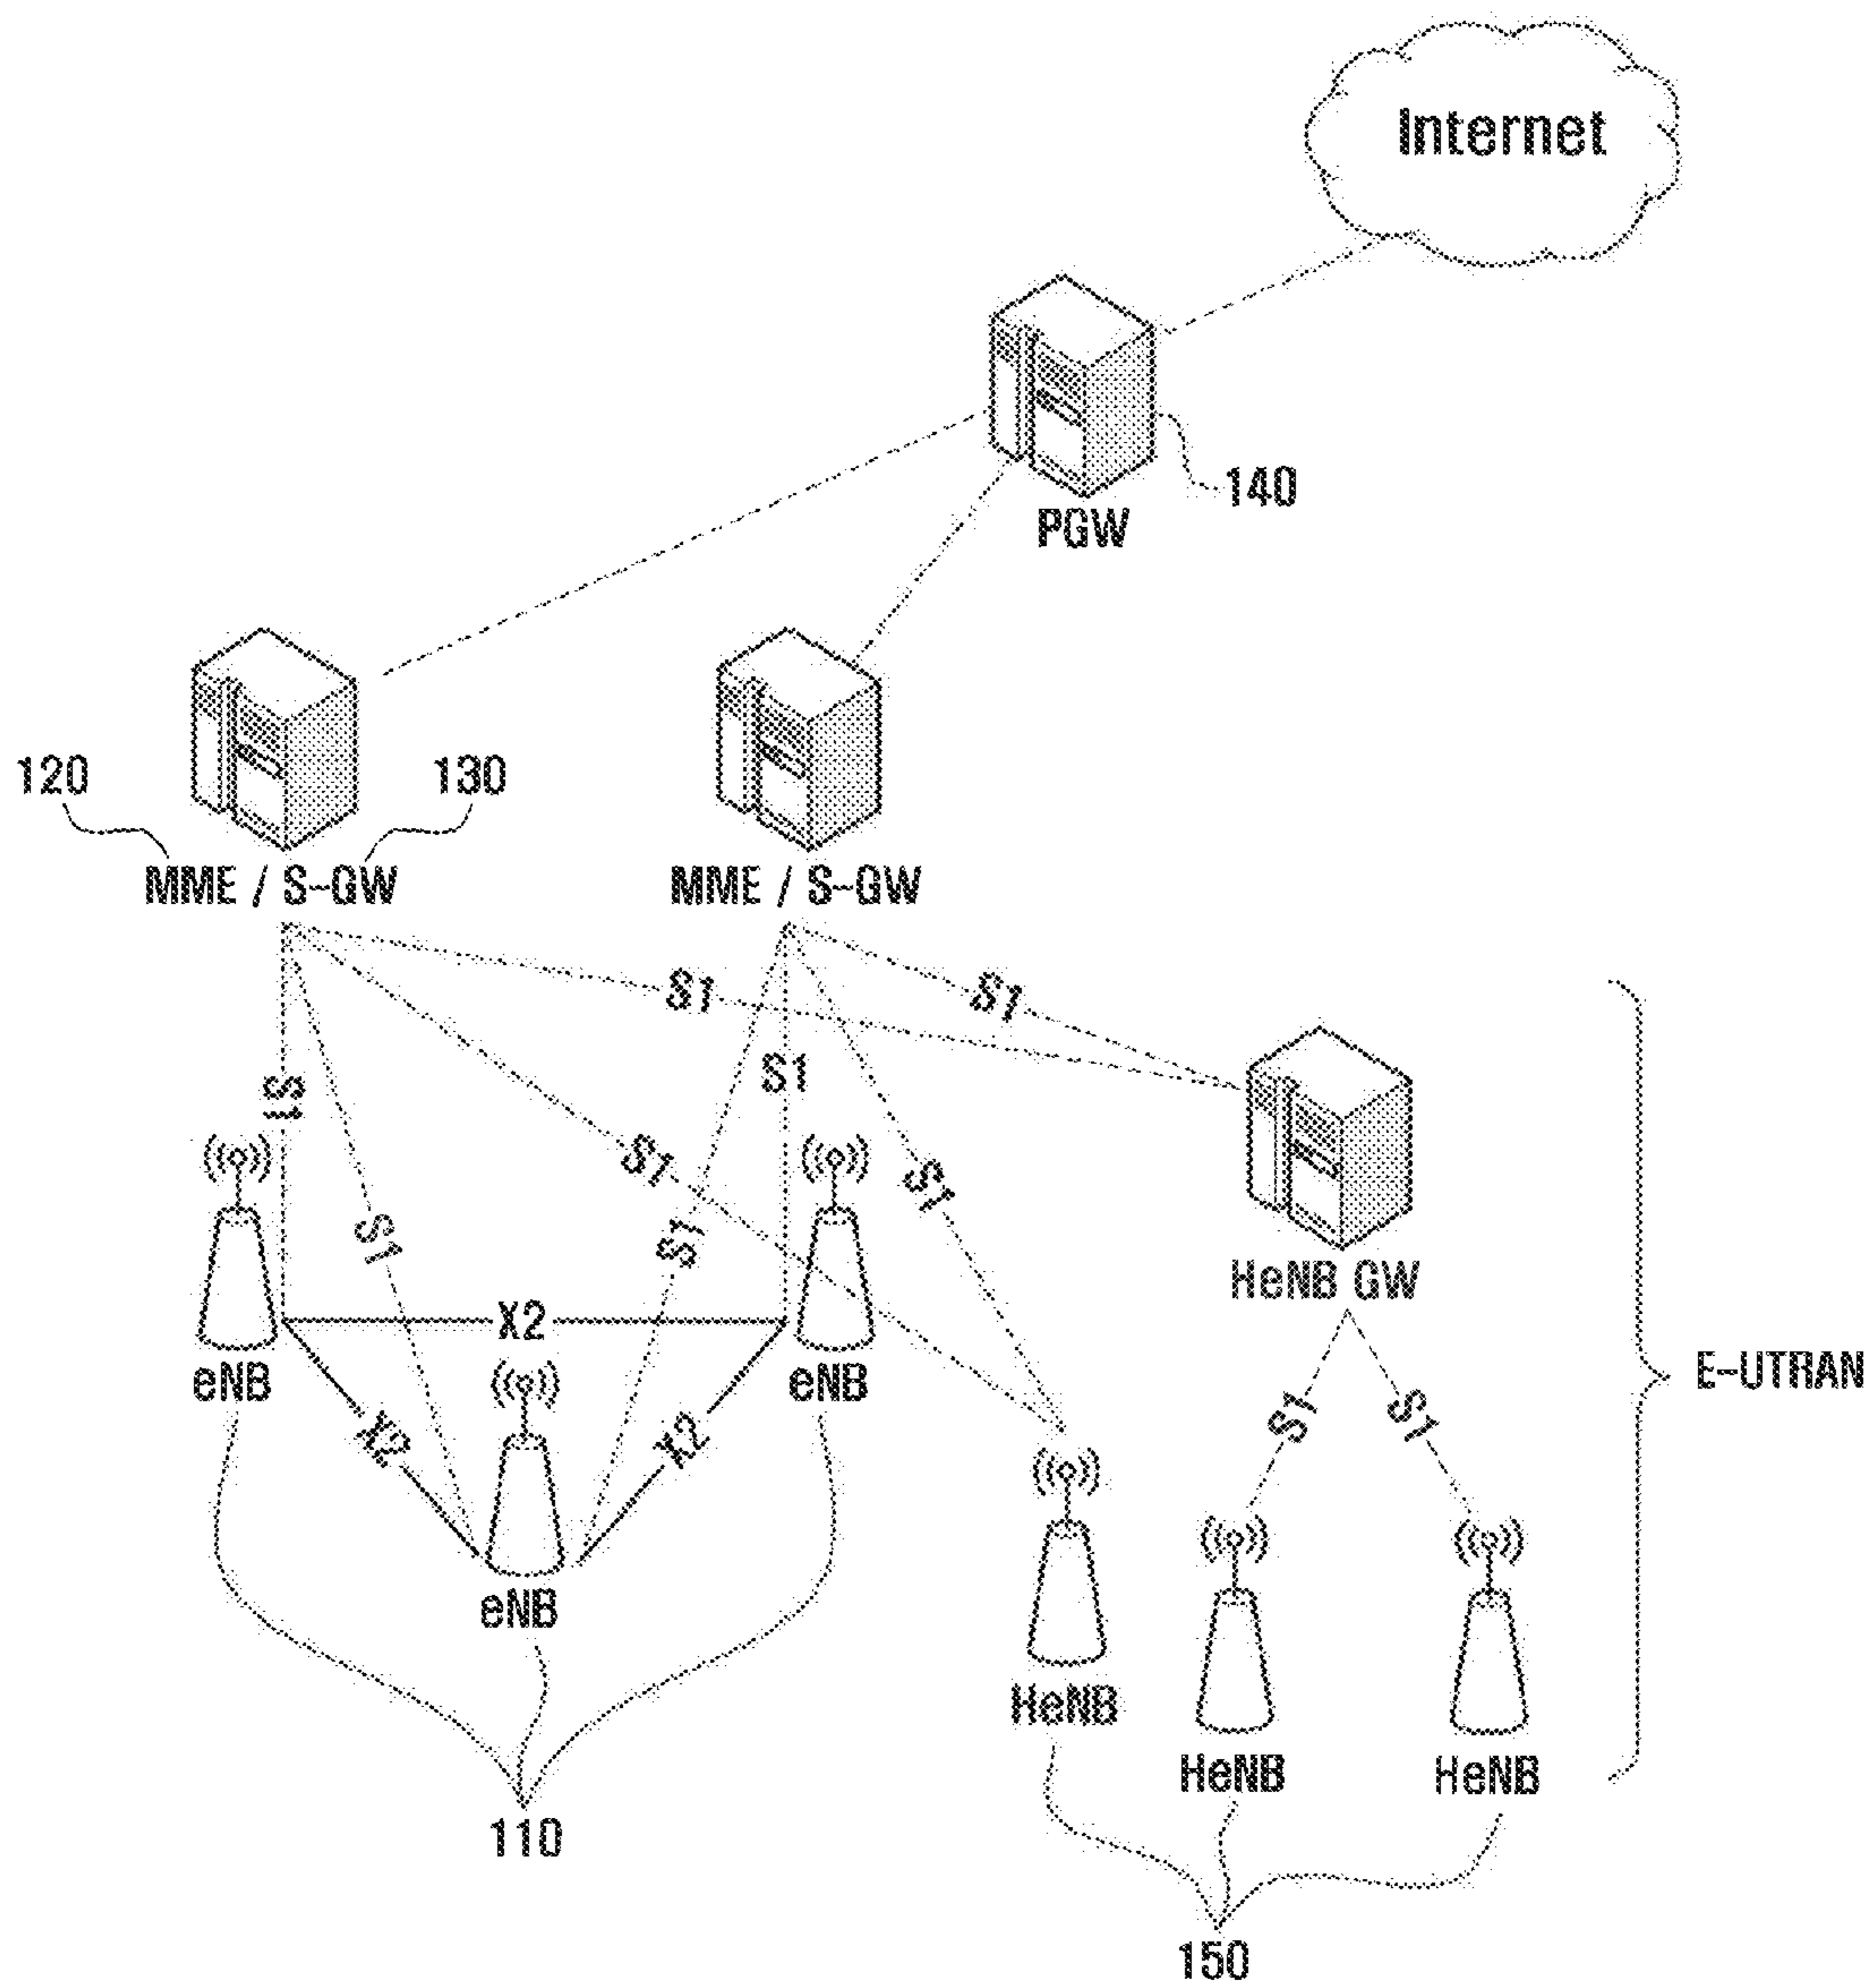 Internet
140
PGW
120
130
MME / S-GW
MME / S-GW
S1
S1
S1
S1
S1
S1
S1
S1
HeNB GW
X2
eNB
eNB
E-UTRAN
X2
X2
S1
S1
eNB
HeNB
HeNB
HeNB
110
150